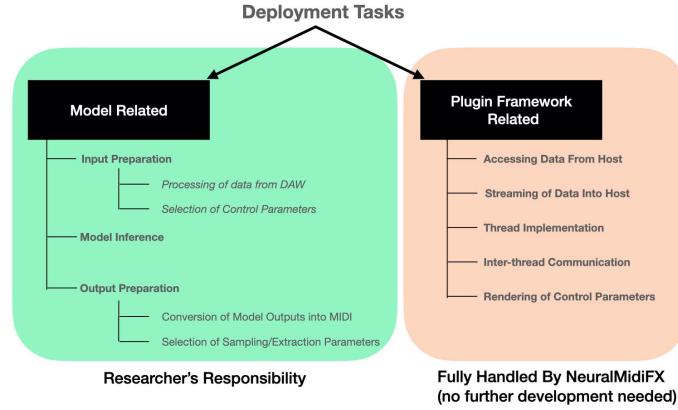 Deployment Tasks
Model Related
Input Preparation
Processing of data from DAW
Selection of Control Parameters
Model Inference
Output Preparation
Conversion of Model Outputs into MIDI
Selection of Sampling/Extraction Parameters
Researcher's Responsibility
Plugin Framework
Related
Accessing Data From Host
Streaming of Data Into Host
Thread Implementation
Inter-thread Communication
Rendering of Control Parameters
Fully Handled By NeuralMidiFX
(no further development needed)